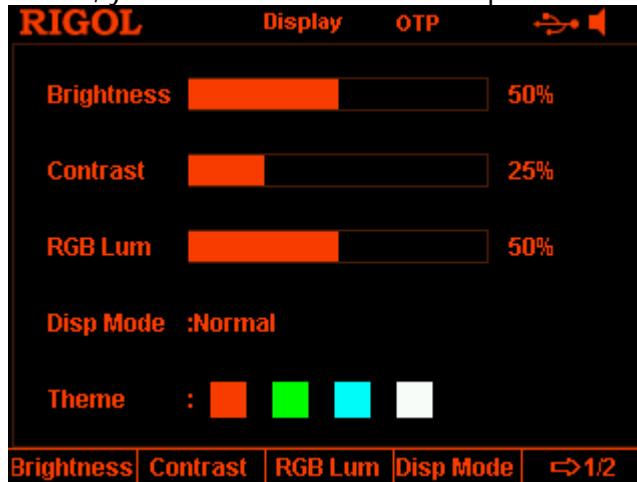 RIGOL Display OTP
Brightness 50%
Contrast 25%
RGB Lum 50%
Disp Mode :Normal
Theme :
Brightness Contrast RGB Lum Disp Mode ⇨1/2